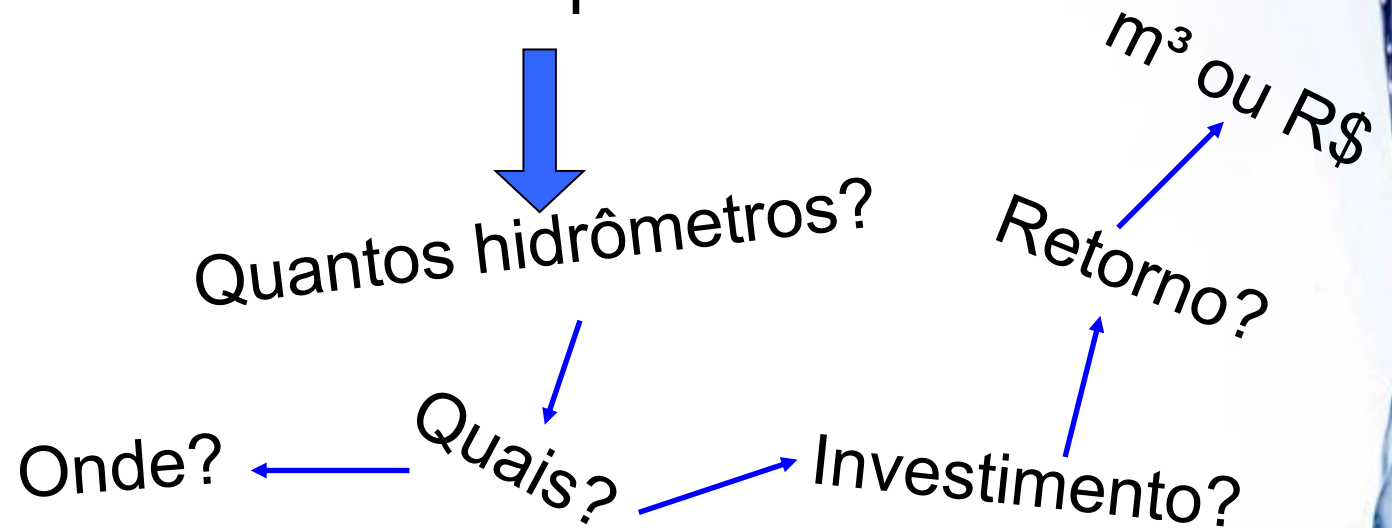 Quantos hidrômetros?
Quais?
Onde?
Investimento?
Retorno?
m³ ou R$